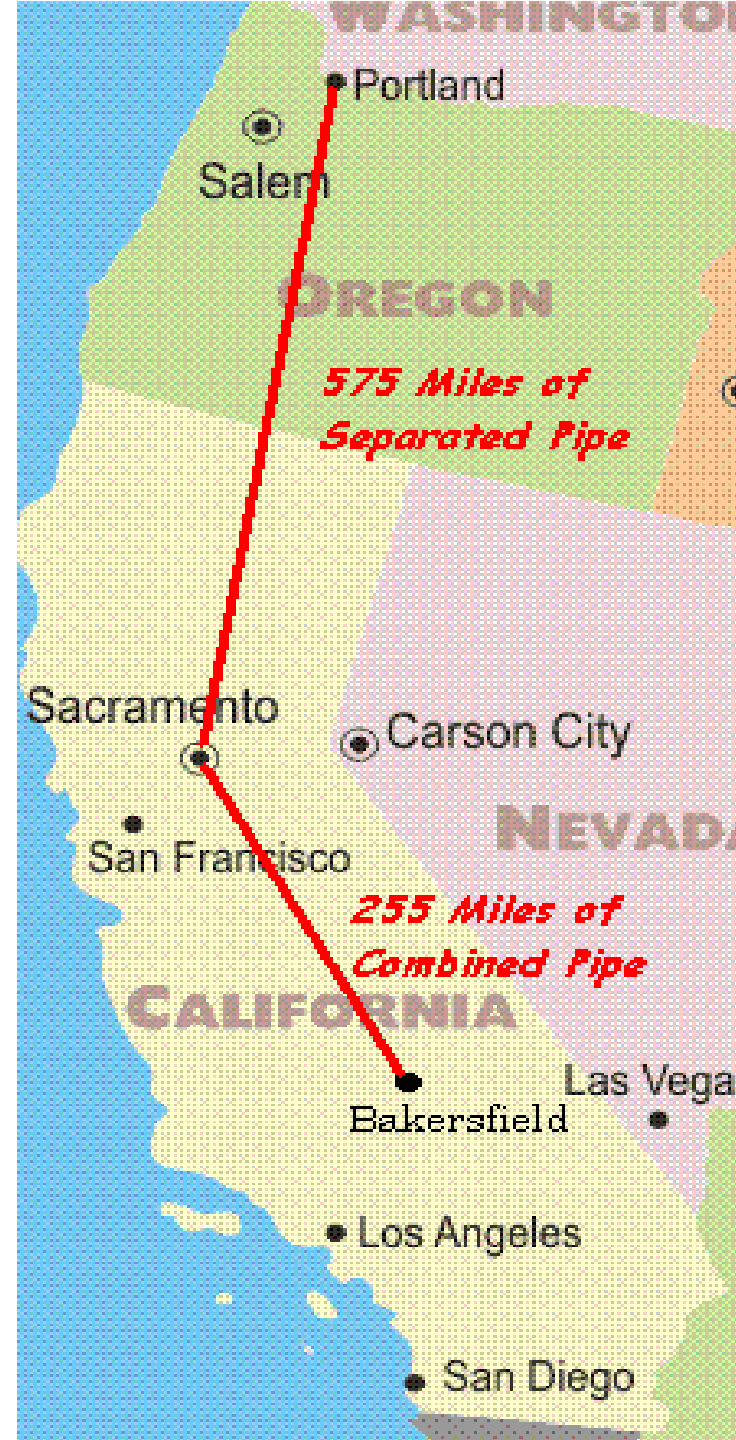 WASHINGTO
Portland
Salem
OREGON
575 Miles of
Separated Pipe
Sacramento
Carson City
NEVADA
San Francisco
255 Miles of
Combined Pipe
CALIFORNIA
Las Vega
Bakersfield
Los Angeles
San Diego